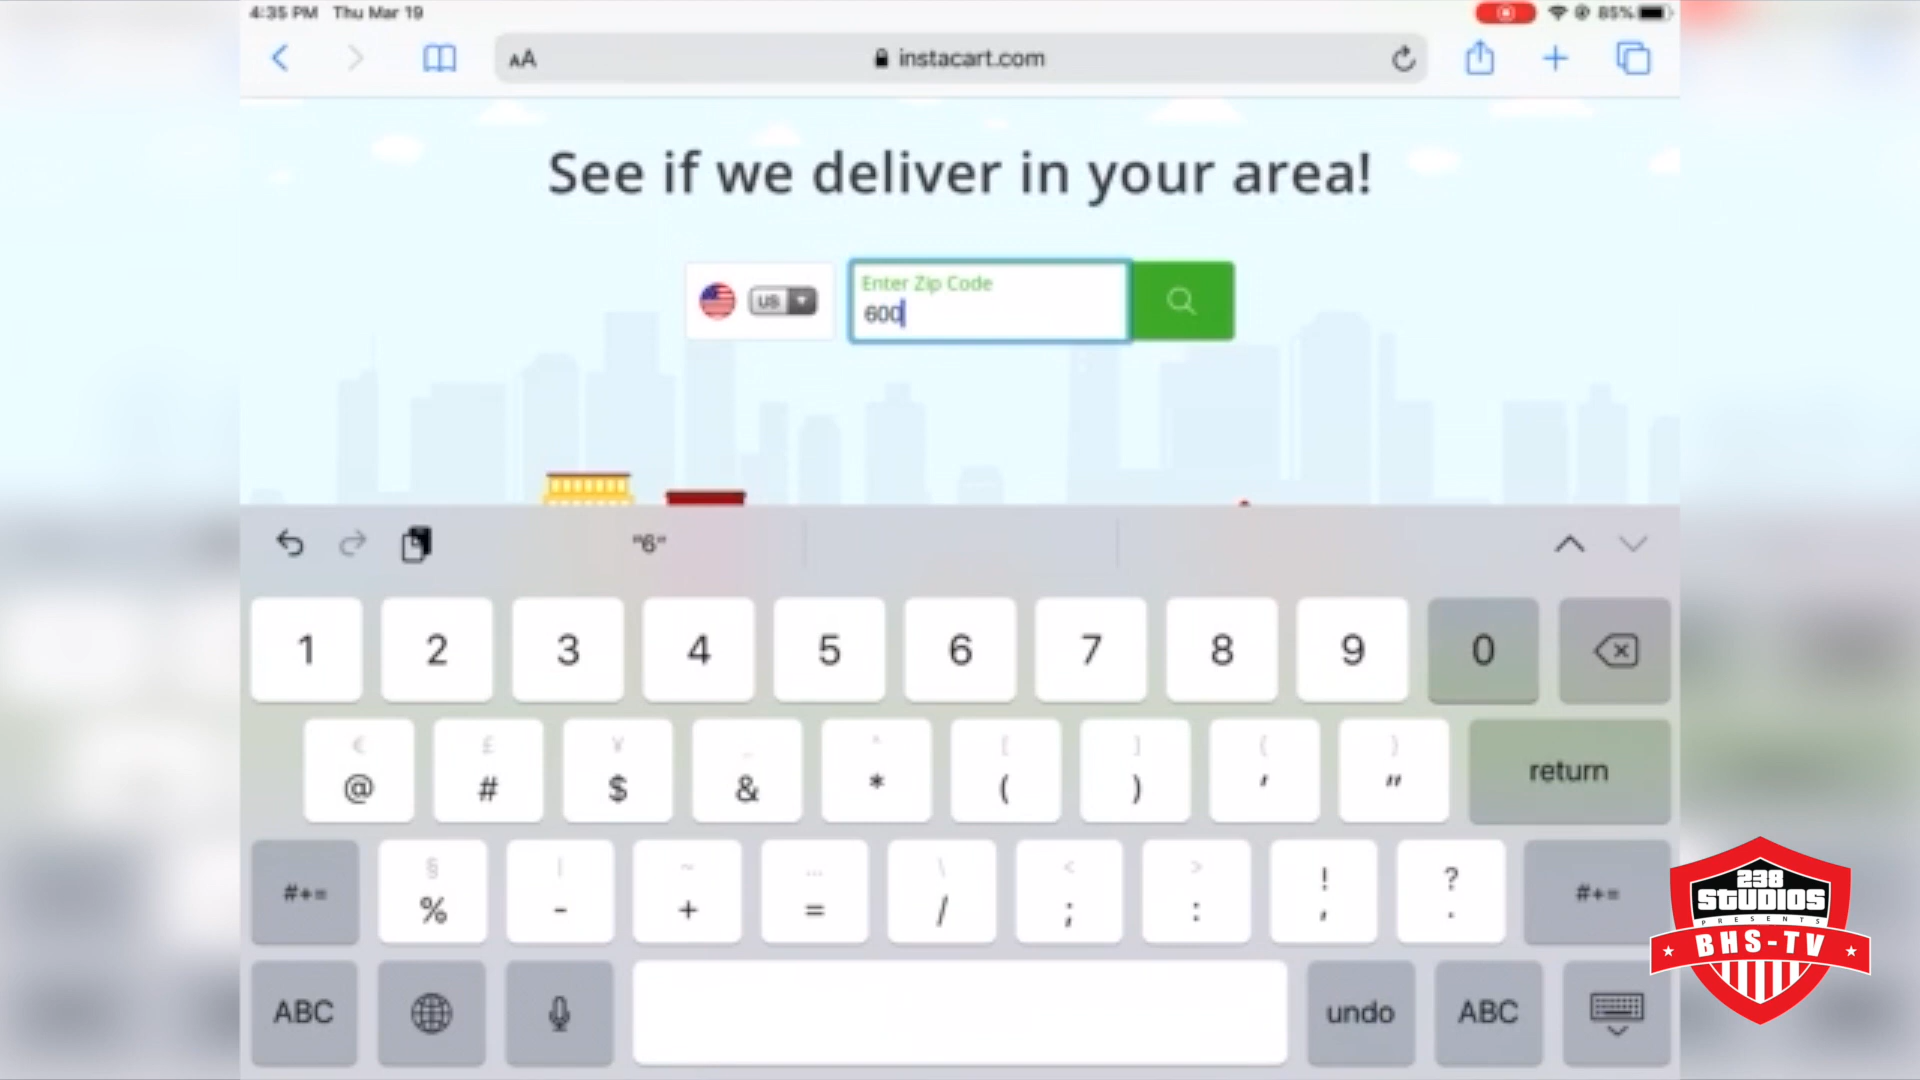 4:35 PM Thu Mar 19
85%
AA
instacart.com
See if we deliver in your area!
US
Enter Zip Code
600
"6"
1 2 3 4 5 6 7 8 9 0
€ £ ¥ _ ^ [ ] { }
@ # $ & * ( ) ' "
return
§ | ~ … \ < > ! ?
#+= % - + = / ; : , . #+=
ABC
undo
ABC
238
STUDIOS
PRESENTS
BHS-TV